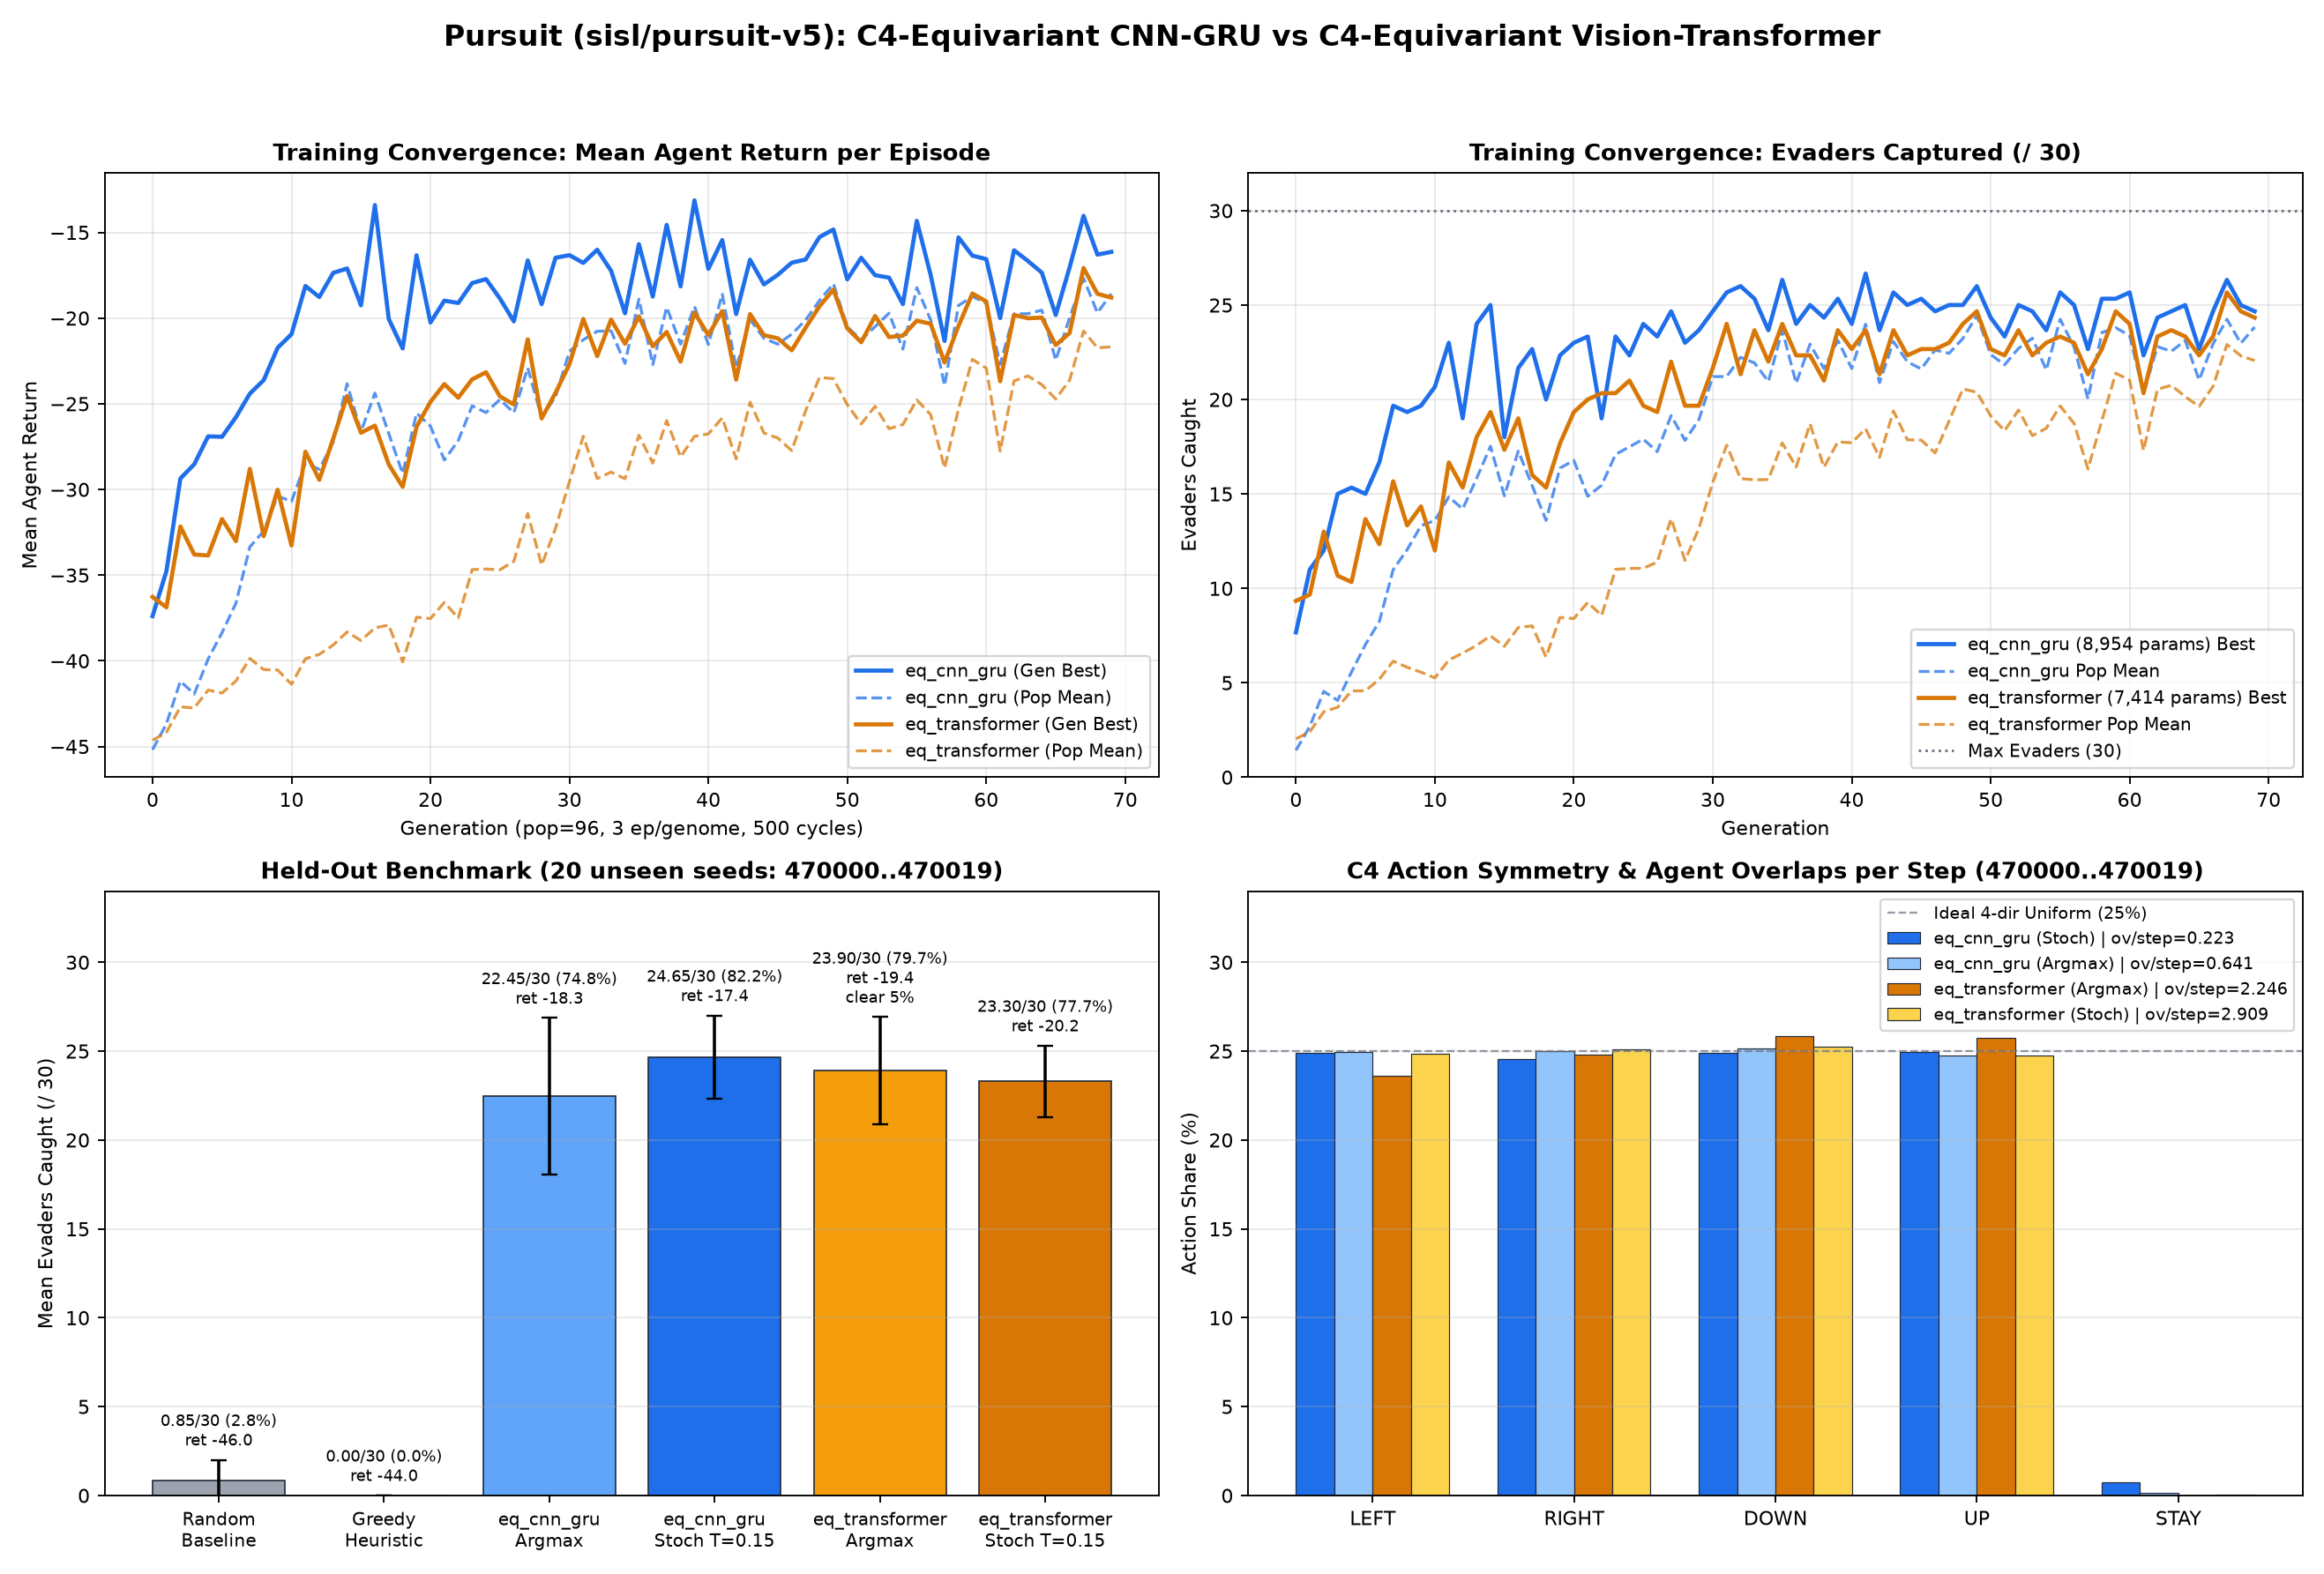 Pursuit (sisl/pursuit-v5): C4-Equivariant CNN-GRU vs C4-Equivariant Vision-Transformer
Training Convergence: Mean Agent Return per Episode
Mean Agent Return
−15
−20
−25
−30
−35
−40
−45
0 10 20 30 40 50 60 70
Generation (pop=96, 3 ep/genome, 500 cycles)
eq_cnn_gru (Gen Best)
eq_cnn_gru (Pop Mean)
eq_transformer (Gen Best)
eq_transformer (Pop Mean)
Training Convergence: Evaders Captured (/ 30)
Evaders Caught
30
25
20
15
10
5
0
0 10 20 30 40 50 60 70
Generation
eq_cnn_gru (8,954 params) Best
eq_cnn_gru Pop Mean
eq_transformer (7,414 params) Best
eq_transformer Pop Mean
Max Evaders (30)
Held-Out Benchmark (20 unseen seeds: 470000..470019)
Mean Evaders Caught (/ 30)
30
25
20
15
10
5
0
0.85/30 (2.8%)
ret -46.0
0.00/30 (0.0%)
ret -44.0
22.45/30 (74.8%)
ret -18.3
24.65/30 (82.2%)
ret -17.4
23.90/30 (79.7%)
ret -19.4
clear 5%
23.30/30 (77.7%)
ret -20.2
Random
Baseline
Greedy
Heuristic
eq_cnn_gru
Argmax
eq_cnn_gru
Stoch T=0.15
eq_transformer
Argmax
eq_transformer
Stoch T=0.15
C4 Action Symmetry & Agent Overlaps per Step (470000..470019)
Action Share (%)
30
25
20
15
10
5
0
Ideal 4-dir Uniform (25%)
eq_cnn_gru (Stoch) | ov/step=0.223
eq_cnn_gru (Argmax) | ov/step=0.641
eq_transformer (Argmax) | ov/step=2.246
eq_transformer (Stoch) | ov/step=2.909
LEFT RIGHT DOWN UP STAY